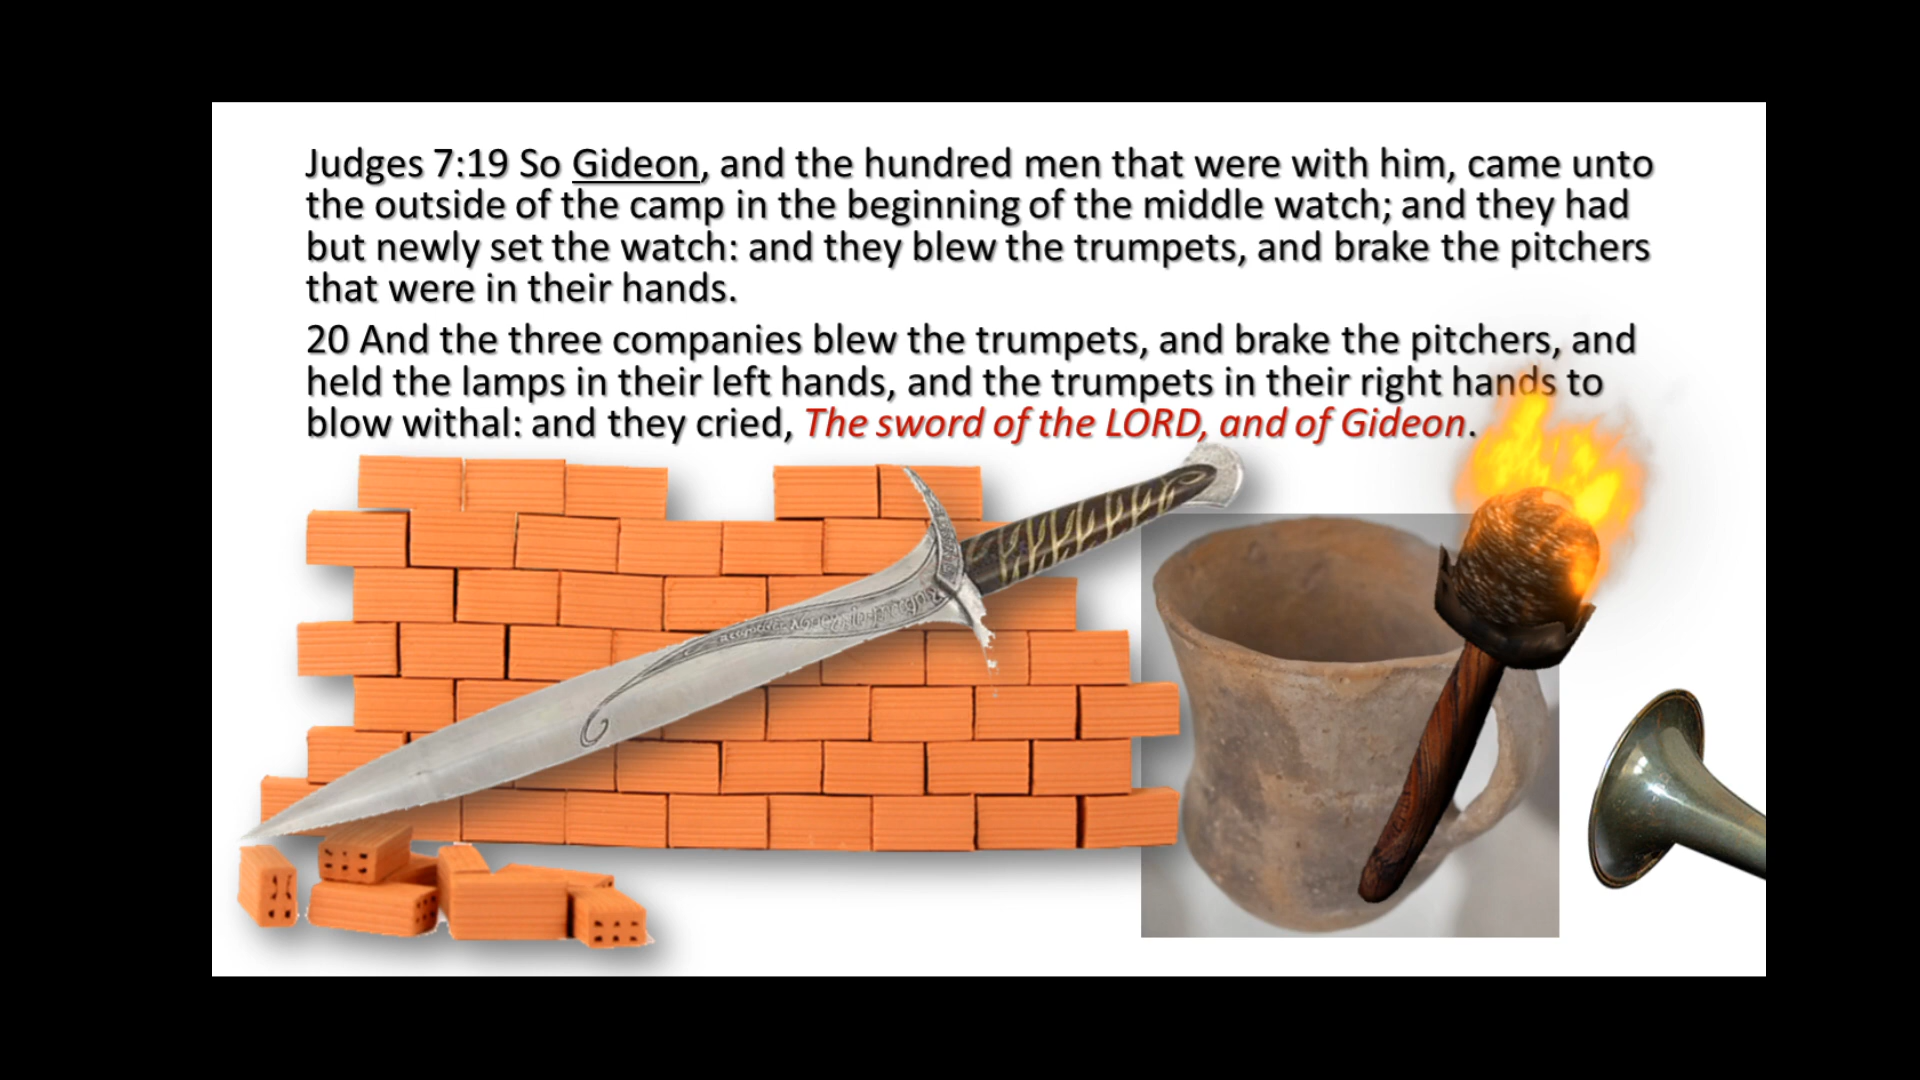 Judges 7:19 So Gideon, and the hundred men that were with him, came unto
the outside of the camp in the beginning of the middle watch; and they had
but newly set the watch: and they blew the trumpets, and brake the pitchers
that were in their hands.
20 And the three companies blew the trumpets, and brake the pitchers, and
held the lamps in their left hands, and the trumpets in their right hands to
blow withal: and they cried, The sword of the LORD, and of Gideon.